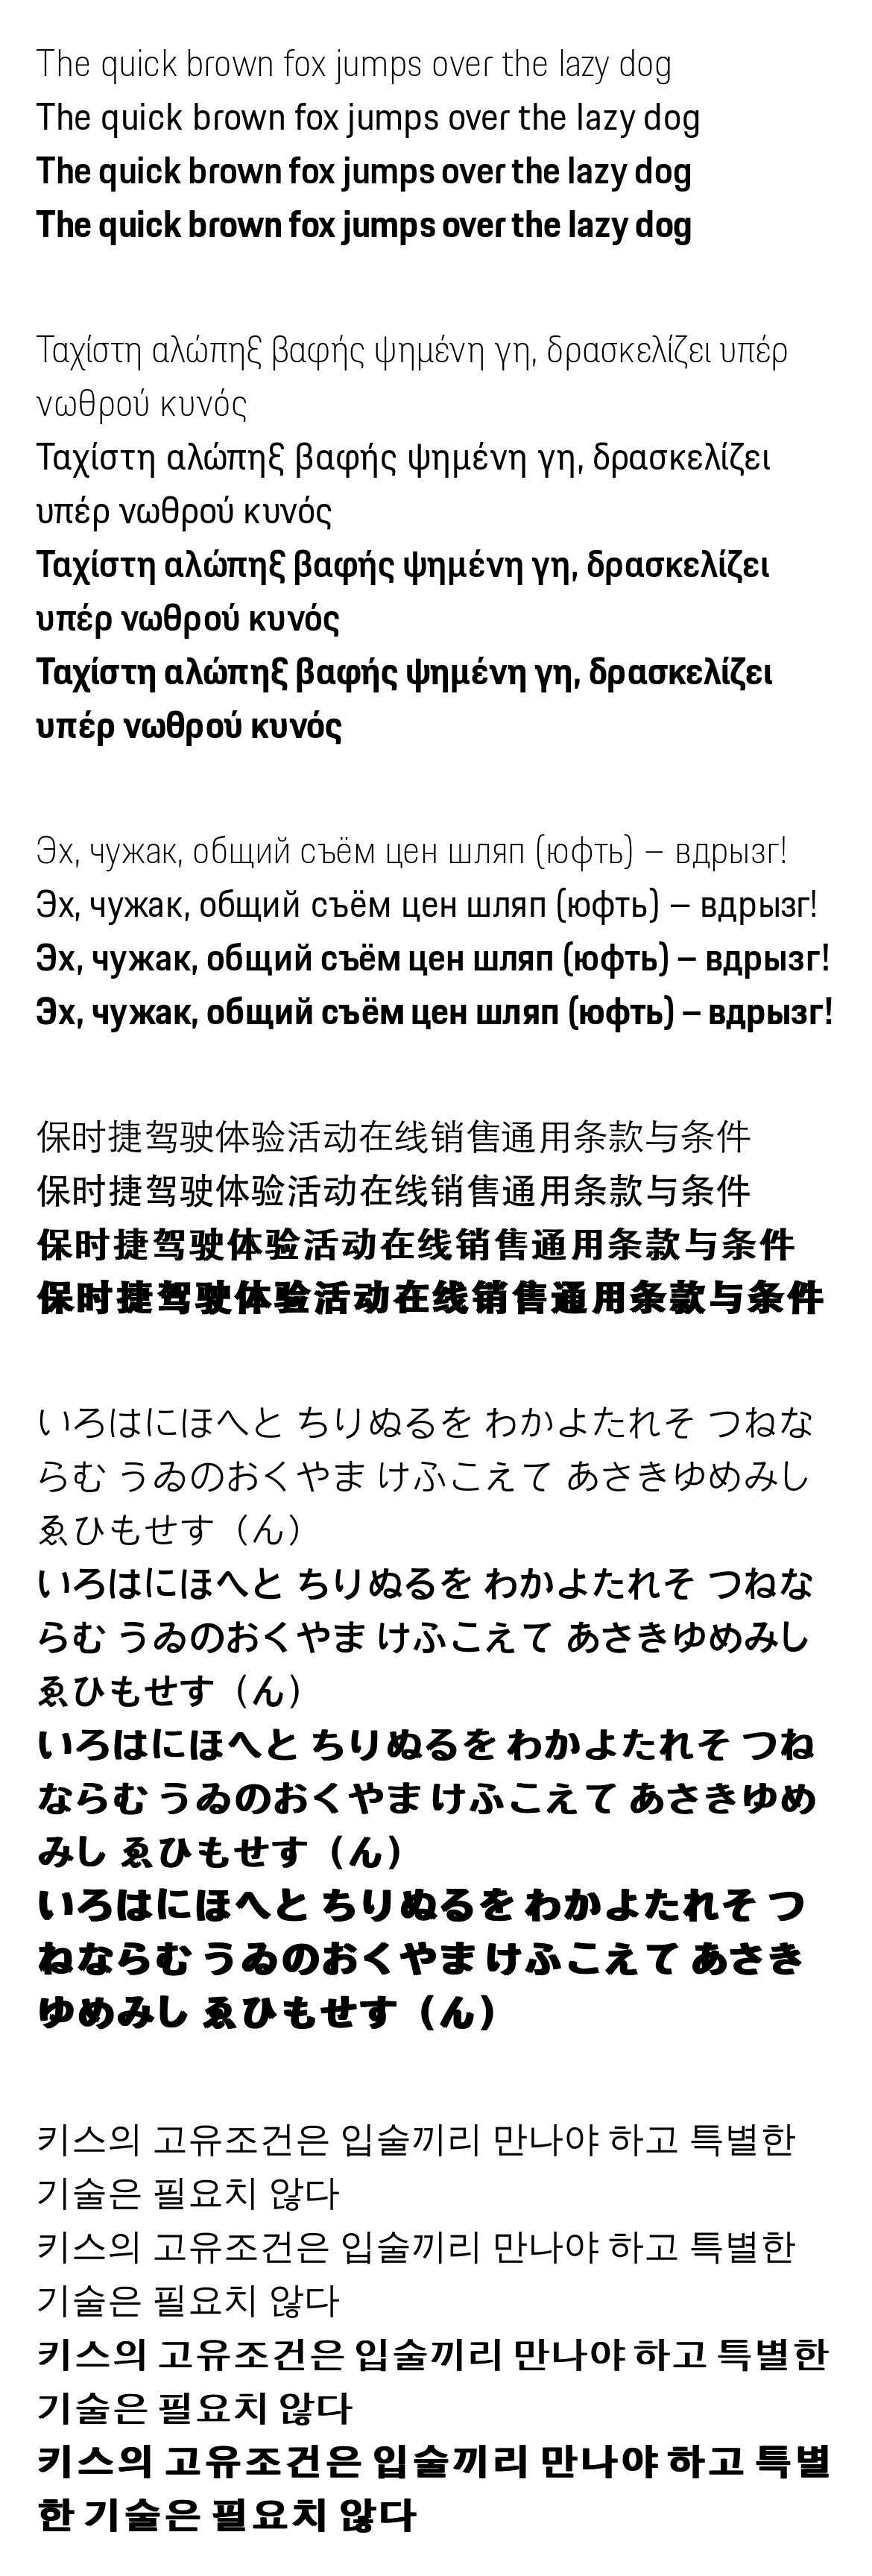 The quick brown fox jumps over the lazy dog
The quick brown fox jumps over the lazy dog
The quick brown fox jumps over the lazy dog
The quick brown fox jumps over the lazy dog
Ταχίστη αλώπηξ βαφής ψημένη γη, δρασκελίζει υπέρ
νωθρού κυνός
Ταχίστη αλώπηξ βαφής ψημένη γη, δρασκελίζει
υπέρ νωθρού κυνός
Ταχίστη αλώπηξ βαφής ψημένη γη, δρασκελίζει
υπέρ νωθρού κυνός
Ταχίστη αλώπηξ βαφής ψημένη γη, δρασκελίζει
υπέρ νωθρού κυνός
Эх, чужак, общий съём цен шляп (юфть) – вдрызг!
Эх, чужак, общий съём цен шляп (юфть) – вдрызг!
Эх, чужак, общий съём цен шляп (юфть) – вдрызг!
Эх, чужак, общий съём цен шляп (юфть) – вдрызг!
保时捷驾驶体验活动在线销售通用条款与条件
保时捷驾驶体验活动在线销售通用条款与条件
保时捷驾驶体验活动在线销售通用条款与条件
保时捷驾驶体验活动在线销售通用条款与条件
いろはにほへと ちりぬるを わかよたれそ つねな
らむ うゐのおくやま けふこえて あさきゆめみし
ゑひもせす（ん）
いろはにほへと ちりぬるを わかよたれそ つねな
らむ うゐのおくやま けふこえて あさきゆめみし
ゑひもせす（ん）
いろはにほへと ちりぬるを わかよたれそ つね
ならむ うゐのおくやま けふこえて あさきゆめ
みし ゑひもせす（ん）
いろはにほへと ちりぬるを わかよたれそ つ
ねならむ うゐのおくやま けふこえて あさき
ゆめみし ゑひもせす（ん）
키스의 고유조건은 입술끼리 만나야 하고 특별한
기술은 필요치 않다
키스의 고유조건은 입술끼리 만나야 하고 특별한
기술은 필요치 않다
키스의 고유조건은 입술끼리 만나야 하고 특별한
기술은 필요치 않다
키스의 고유조건은 입술끼리 만나야 하고 특별
한 기술은 필요치 않다